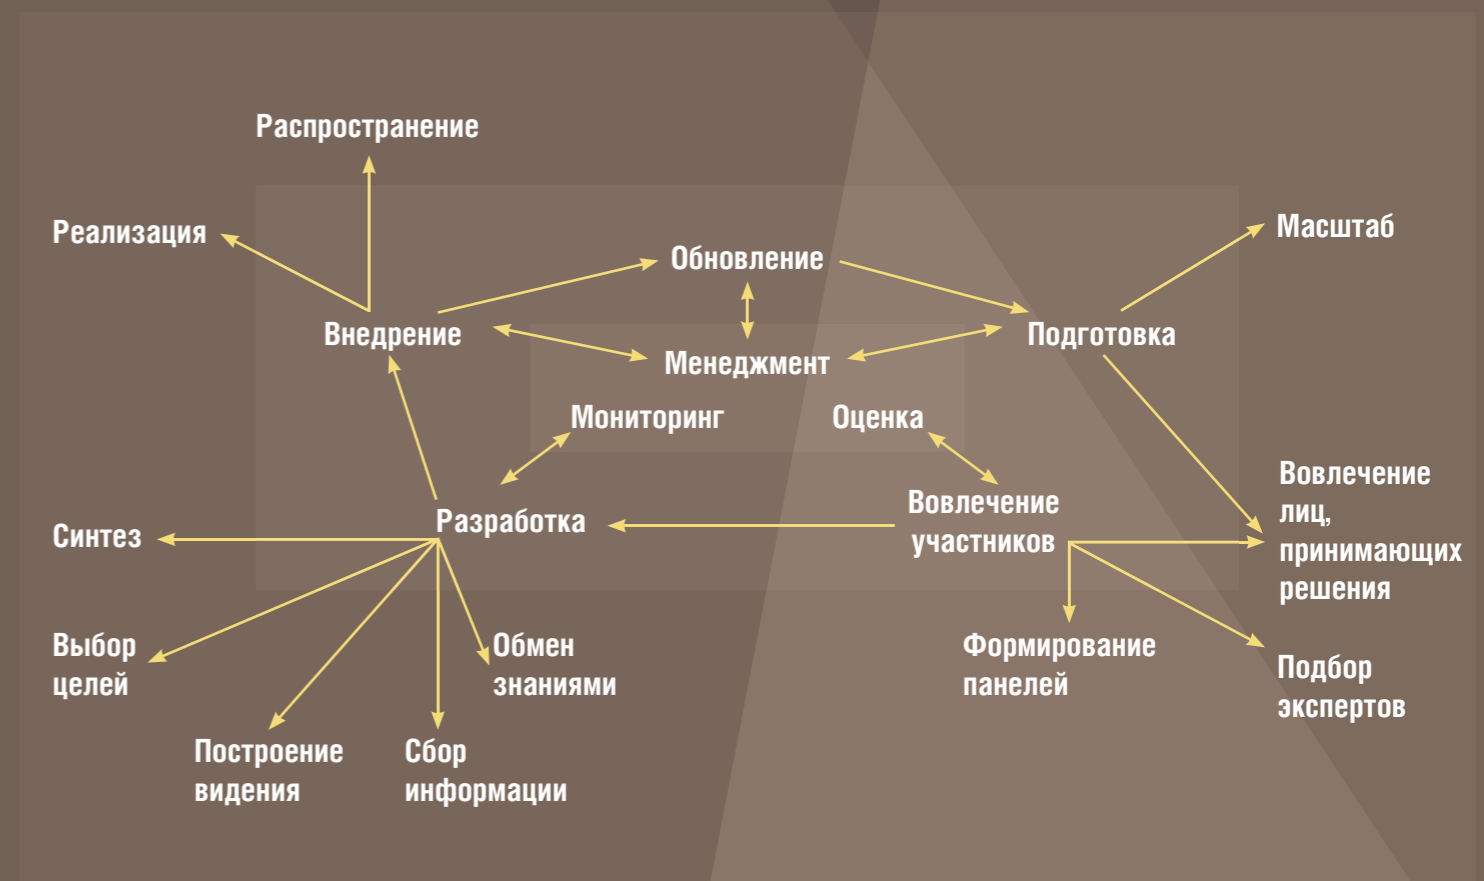 Распространение
Реализация
Масштаб
Обновление
Внедрение
Подготовка
Менеджмент
Мониторинг
Оценка
Вовлечение
лиц,
принимающих
решения
Вовлечение
участников
Разработка
Синтез
Выбор
целей
Обмен
знаниями
Формирование
панелей
Подбор
экспертов
Построение
видения
Сбор
информации